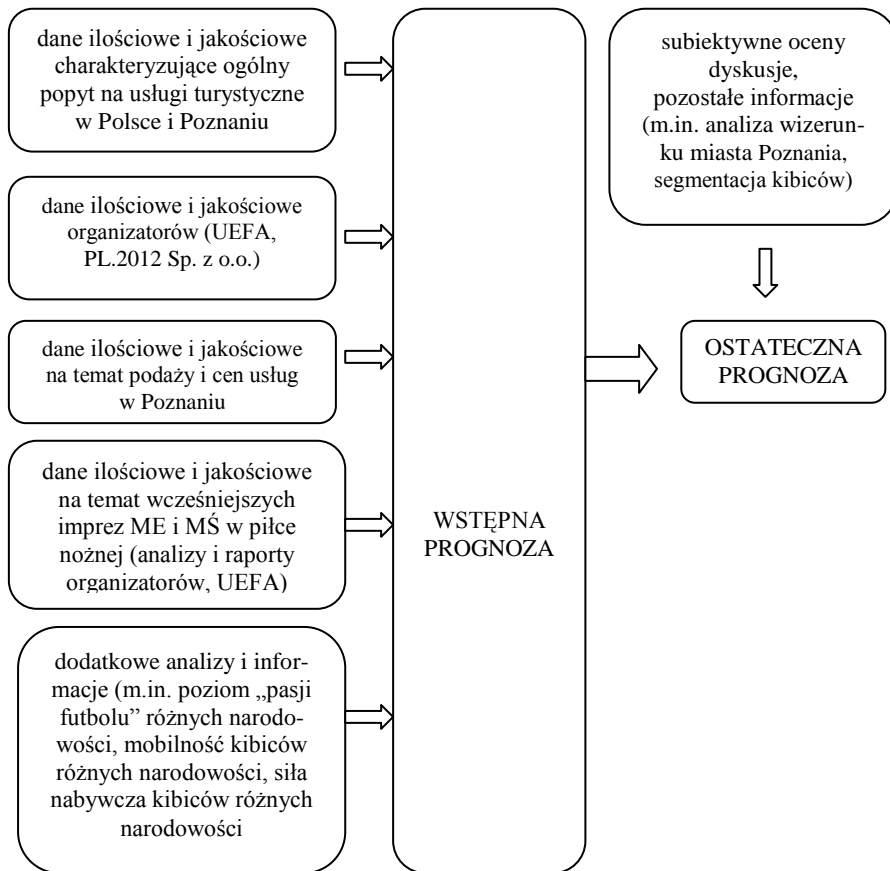 dane ilościowe i jakościowe
charakteryzujące ogólny
popyt na usługi turystyczne
w Polsce i Poznaniu
dane ilościowe i jakościowe
organizatorów (UEFA,
PL.2012 Sp. z o.o.)
dane ilościowe i jakościowe
na temat podaży i cen usług
w Poznaniu
dane ilościowe i jakościowe
na temat wcześniejszych
imprez ME i MŚ w piłce
nożnej (analizy i raporty
organizatorów, UEFA)
dodatkowe analizy i infor-
macje (m.in. poziom „pasji
futbolu” różnych narodo-
wości, mobilność kibiców
różnych narodowości, siła
nabywcza kibiców różnych
narodowości
WSTĘPNA
PROGNOZA
subiektywne oceny
dyskusje,
pozostałe informacje
(m.in. analiza wizerun-
ku miasta Poznania,
segmentacja kibiców)
OSTATECZNA
PROGNOZA